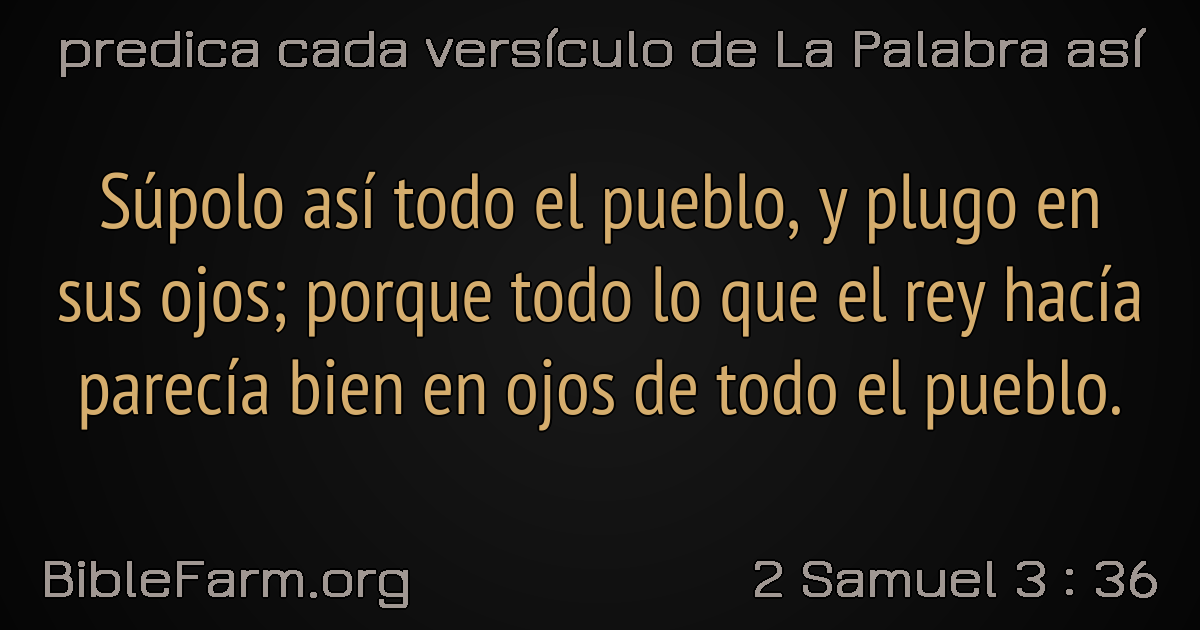 predica cada versículo de La Palabra así
Súpolo así todo el pueblo, y plugo en
sus ojos; porque todo lo que el rey hacía
parecía bien en ojos de todo el pueblo.
BibleFarm.org
2 Samuel 3 : 36